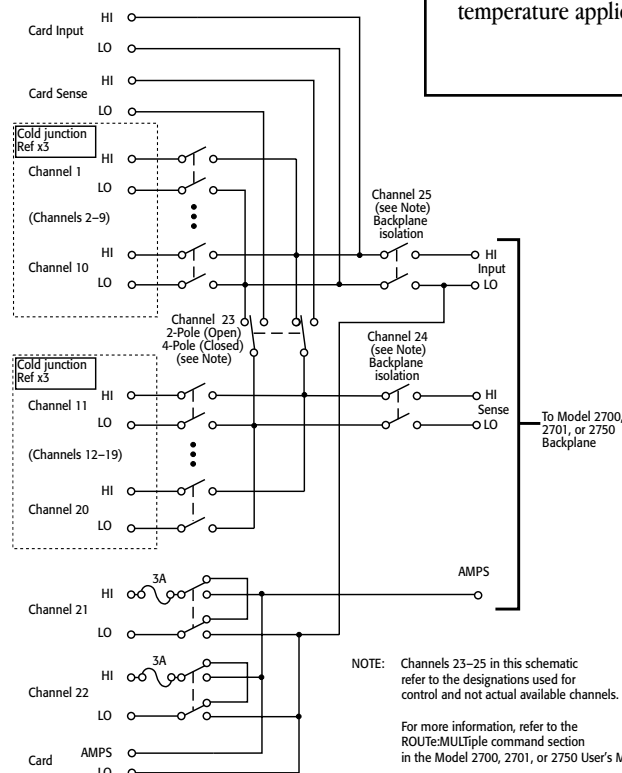 temperature applic
Card Input
HI
LO
Card Sense
HI
LO
Cold junction
Ref x3
Channel 1
HI
LO
(Channels 2–9)
Channel 10
HI
LO
Channel 25
(see Note)
Backplane
isolation
HI
Input
LO
Channel 23
2-Pole (Open)
4-Pole (Closed)
(see Note)
Channel 24
(see Note)
Backplane
isolation
Cold junction
Ref x3
Channel 11
HI
LO
(Channels 12–19)
Channel 20
HI
LO
HI
Sense
LO
To Model 2700,
2701, or 2750
Backplane
AMPS
Channel 21
HI
3A
LO
Channel 22
HI
3A
LO
Card
AMPS
LO
NOTE: Channels 23–25 in this schematic
refer to the designations used for
control and not actual available channels.
For more information, refer to the
ROUTe:MULTiple command section
in the Model 2700, 2701, or 2750 User's M